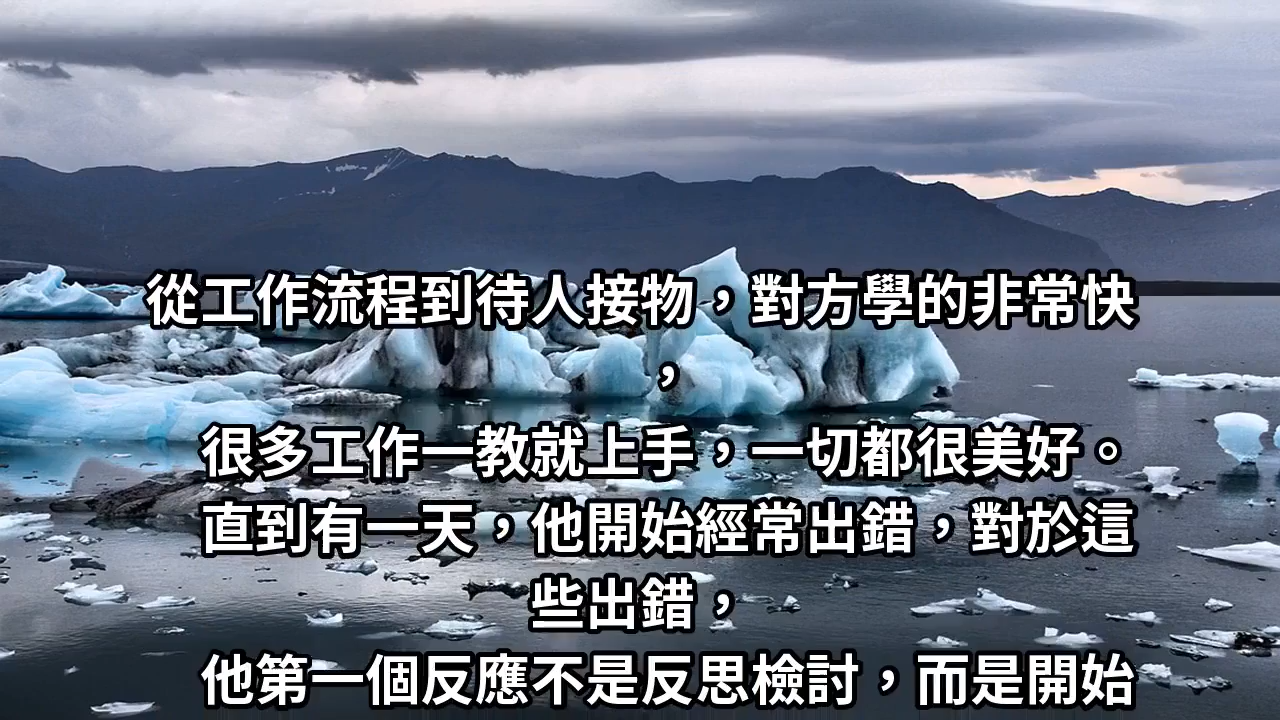 從工作流程到待人接物，對方學的非常快
，
很多工作一教就上手，一切都很美好。
直到有一天，他開始經常出錯，對於這
些出錯，
他第一個反應不是反思檢討，而是開始